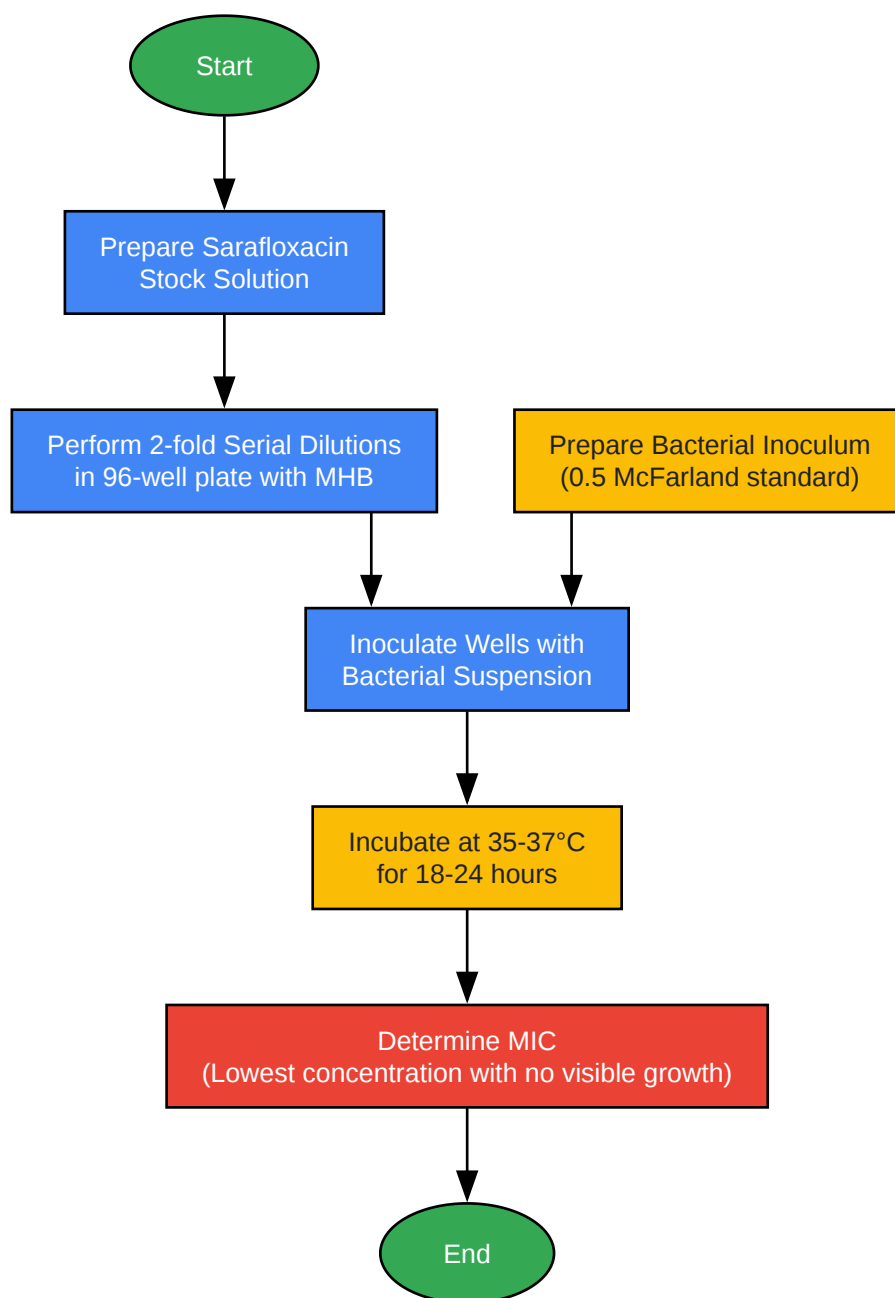 Start
Prepare Sarafloxacin
Stock Solution
Perform 2-fold Serial Dilutions
in 96-well plate with MHB
Prepare Bacterial Inoculum
(0.5 McFarland standard)
Inoculate Wells with
Bacterial Suspension
Incubate at 35-37°C
for 18-24 hours
Determine MIC
(Lowest concentration with no visible growth)
End